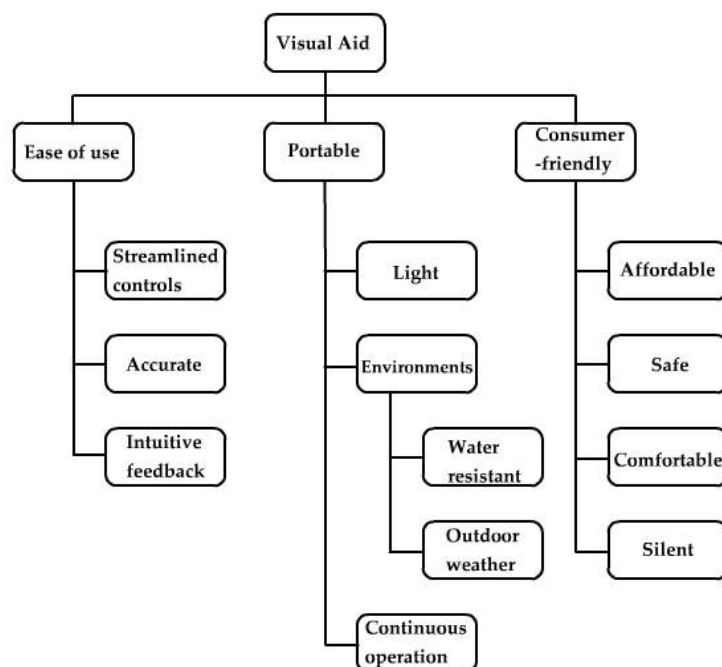 Visual Aid
Ease of use
Portable
Consumer
-friendly
Streamlined
controls
Accurate
Intuitive
feedback
Light
Environments
Water
resistant
Outdoor
weather
Continuous
operation
Affordable
Safe
Comfortable
Silent